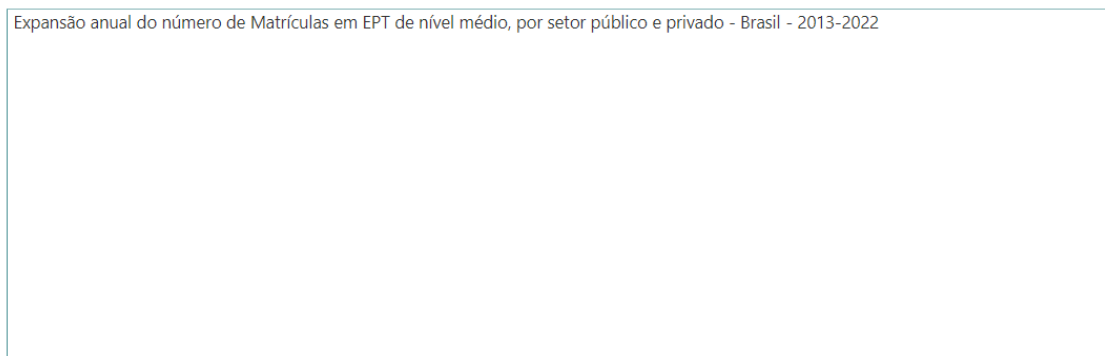 Expansão anual do número de Matrículas em EPT de nível médio, por setor público e privado - Brasil - 2013-2022